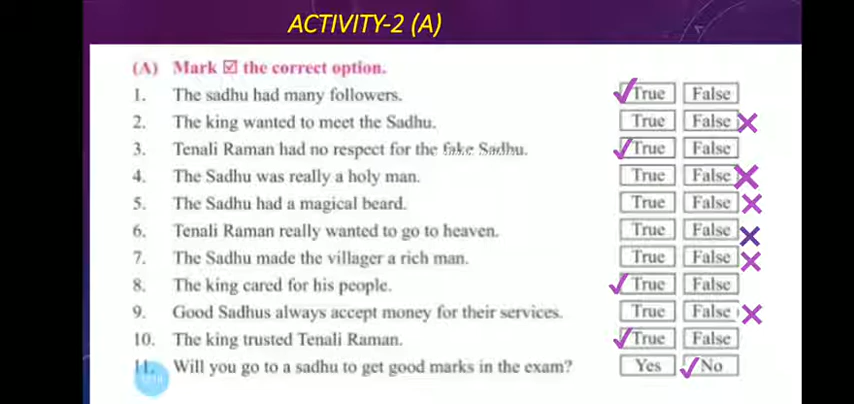 ACTIVITY-2 (A)
(A) Mark ☑ the correct option.
1. The sadhu had many followers. ✓True False
2. The king wanted to meet the Sadhu. True False ✗
3. Tenali Raman had no respect for the fake Sadhu. ✓True False
4. The Sadhu was really a holy man. True False ✗
5. The Sadhu had a magical beard. True False ✗
6. Tenali Raman really wanted to go to heaven. True False ✗
7. The Sadhu made the villager a rich man. True False ✗
8. The king cared for his people. ✓True False
9. Good Sadhus always accept money for their services. True False ✗
10. The king trusted Tenali Raman. ✓True False
11. Will you go to a sadhu to get good marks in the exam? Yes ✓No